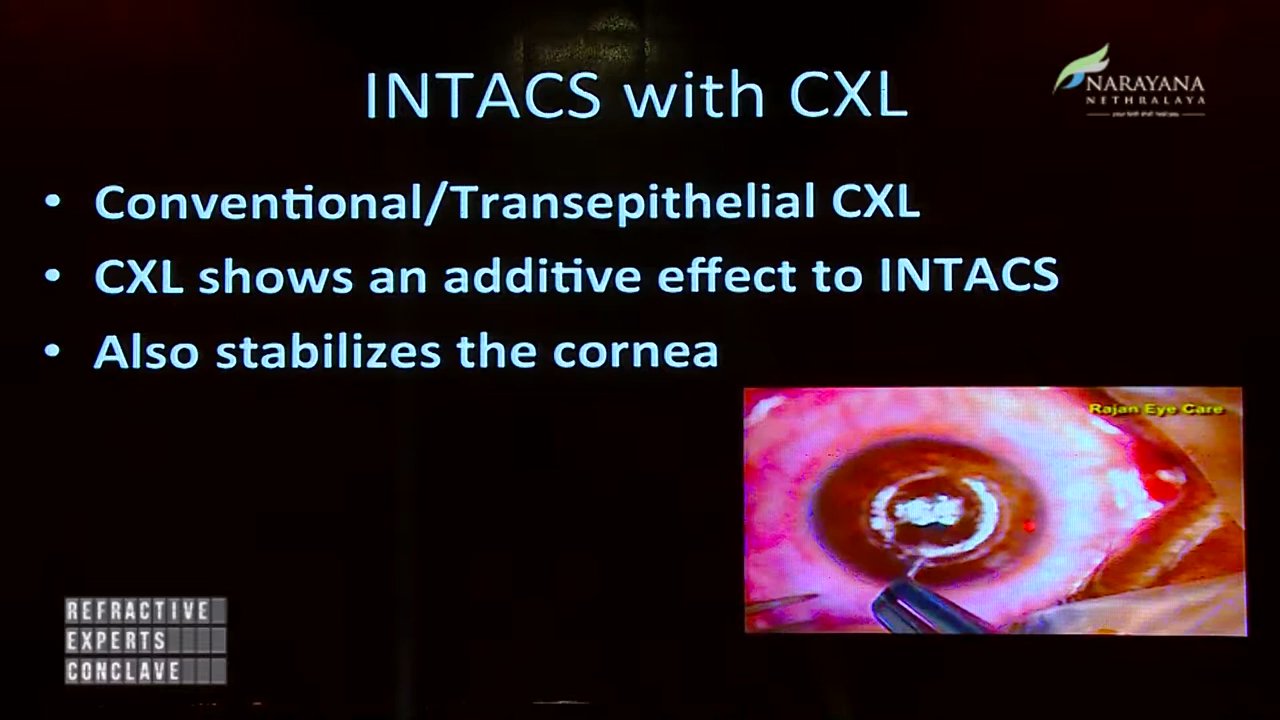 INTACS with CXL
NARAYANA
NETHRALAYA
• Conventional/Transepithelial CXL
• CXL shows an additive effect to INTACS
• Also stabilizes the cornea
Rajan Eye Care
REFRACTIVE
EXPERTS
CONCLAVE